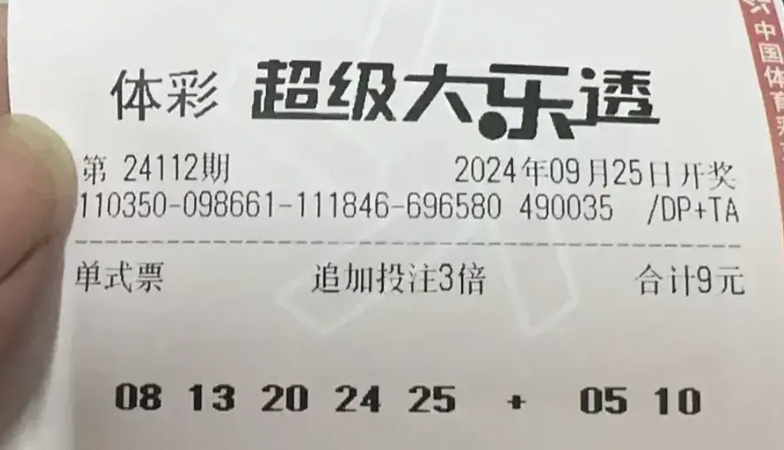 体彩 超级大乐透
第 24112期 2024年09月25日开奖
110350-098661-111846-696580 490035 /DP+TA
单式票 追加投注3倍 合计9元
08 13 20 24 25 + 05 10
中国体育彩